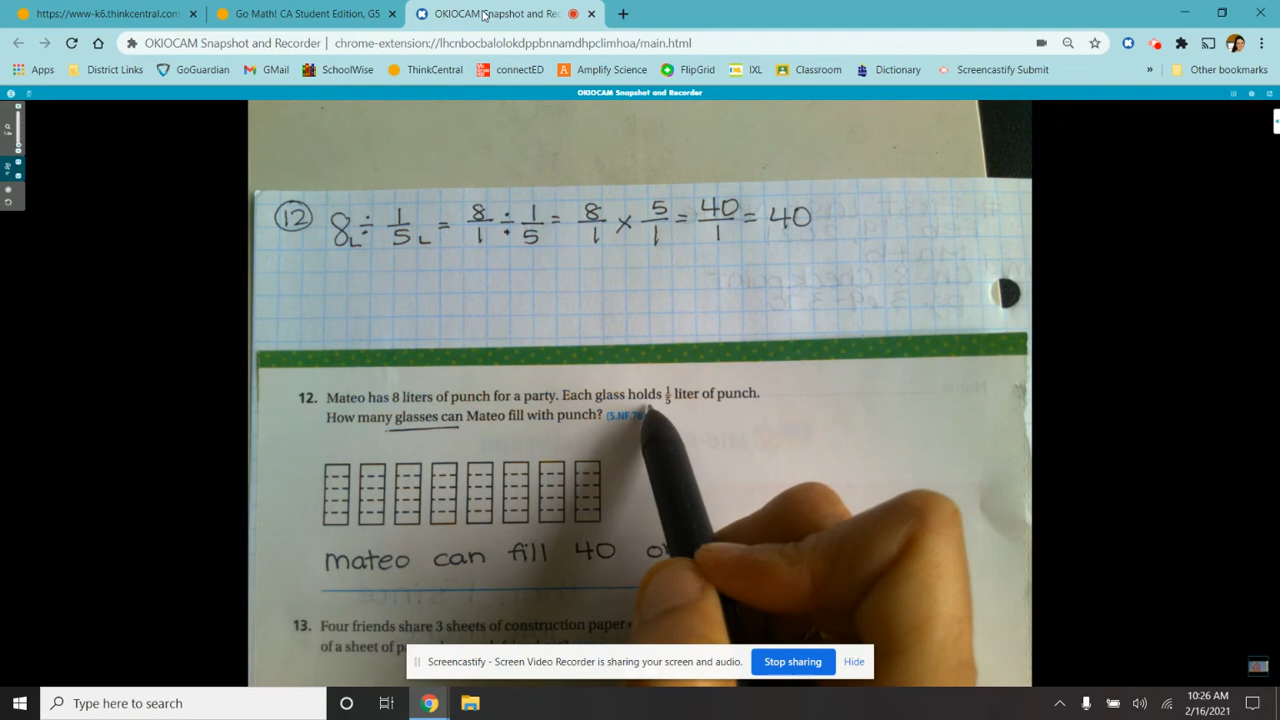 https://www-k6.thinkcentral.com
Go Math! CA Student Edition, G5
OKIOCAM Snapshot and Rec
OKIOCAM Snapshot and Recorder | chrome-extension://lhcnbocbalolokdppbnnamdhpclimhoa/main.html
Apps District Links GoGuardian GMail SchoolWise ThinkCentral connectED Amplify Science FlipGrid IXL Classroom Dictionary Screencastify Submit » Other bookmarks
OKIOCAM Snapshot and Recorder
12 8L ÷ 1/5 L = 8/1 ÷ 1/5 = 8/1 × 5/1 = 40/1 = 40
12. Mateo has 8 liters of punch for a party. Each glass holds 1/5 liter of punch.
How many glasses can Mateo fill with punch?
mateo can fill 40
13. Four friends share 3 sheets of construction paper
of a sheet of
Screencastify - Screen Video Recorder is sharing your screen and audio. Stop sharing Hide
Type here to search
10:26 AM
2/16/2021